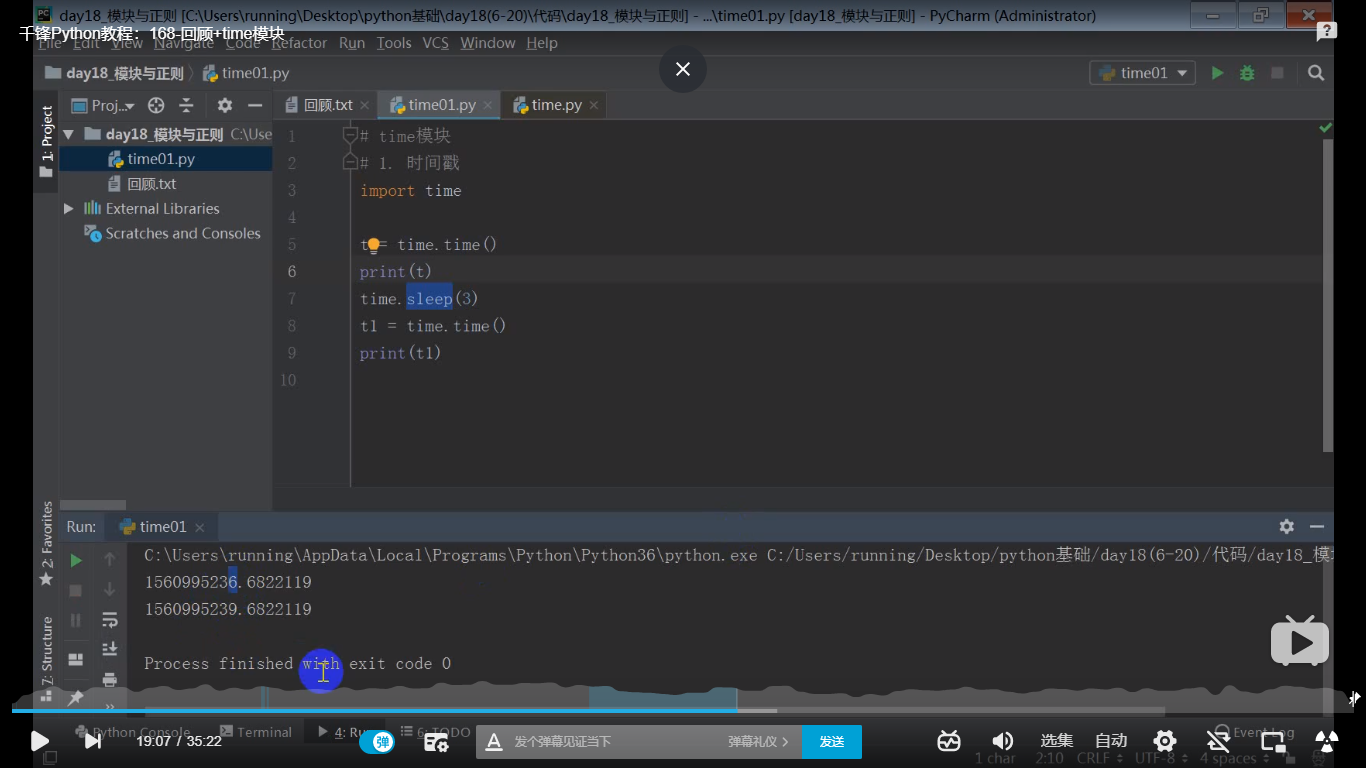 day18_模块与正则 [C:\Users\running\Desktop\python基础\day18(6-20)\代码\day18_模块与正则] - ...\time01.py [day18_模块与正则] - PyCharm (Administrator)
千锋Python教程：168-回顾+time模块
File Edit View Navigate Code Refactor Run Tools VCS Window Help
day18_模块与正则 time01.py
time01
Proj...
回顾.txt
time01.py
time.py
1: Project
day18_模块与正则 C:\Use
time01.py
回顾.txt
External Libraries
Scratches and Consoles
1 # time模块
2 # 1. 时间戳
3 import time
4
5 t = time.time()
6 print(t)
7 time.sleep(3)
8 t1 = time.time()
9 print(t1)
10
2: Favorites
7: Structure
Run: time01
C:\Users\running\AppData\Local\Programs\Python\Python36\python.exe C:/Users/running/Desktop/python基础/day18(6-20)/代码/day18_模
1560995236.6822119
1560995239.6822119
Process finished with exit code 0
Python Console
Terminal
4: Ru
6: TODO
Event Log
19:07 / 35:22
弹
发个弹幕见证当下
弹幕礼仪
发送
选集
自动
1 char 2:10 CRLF UTF-8 4 spaces